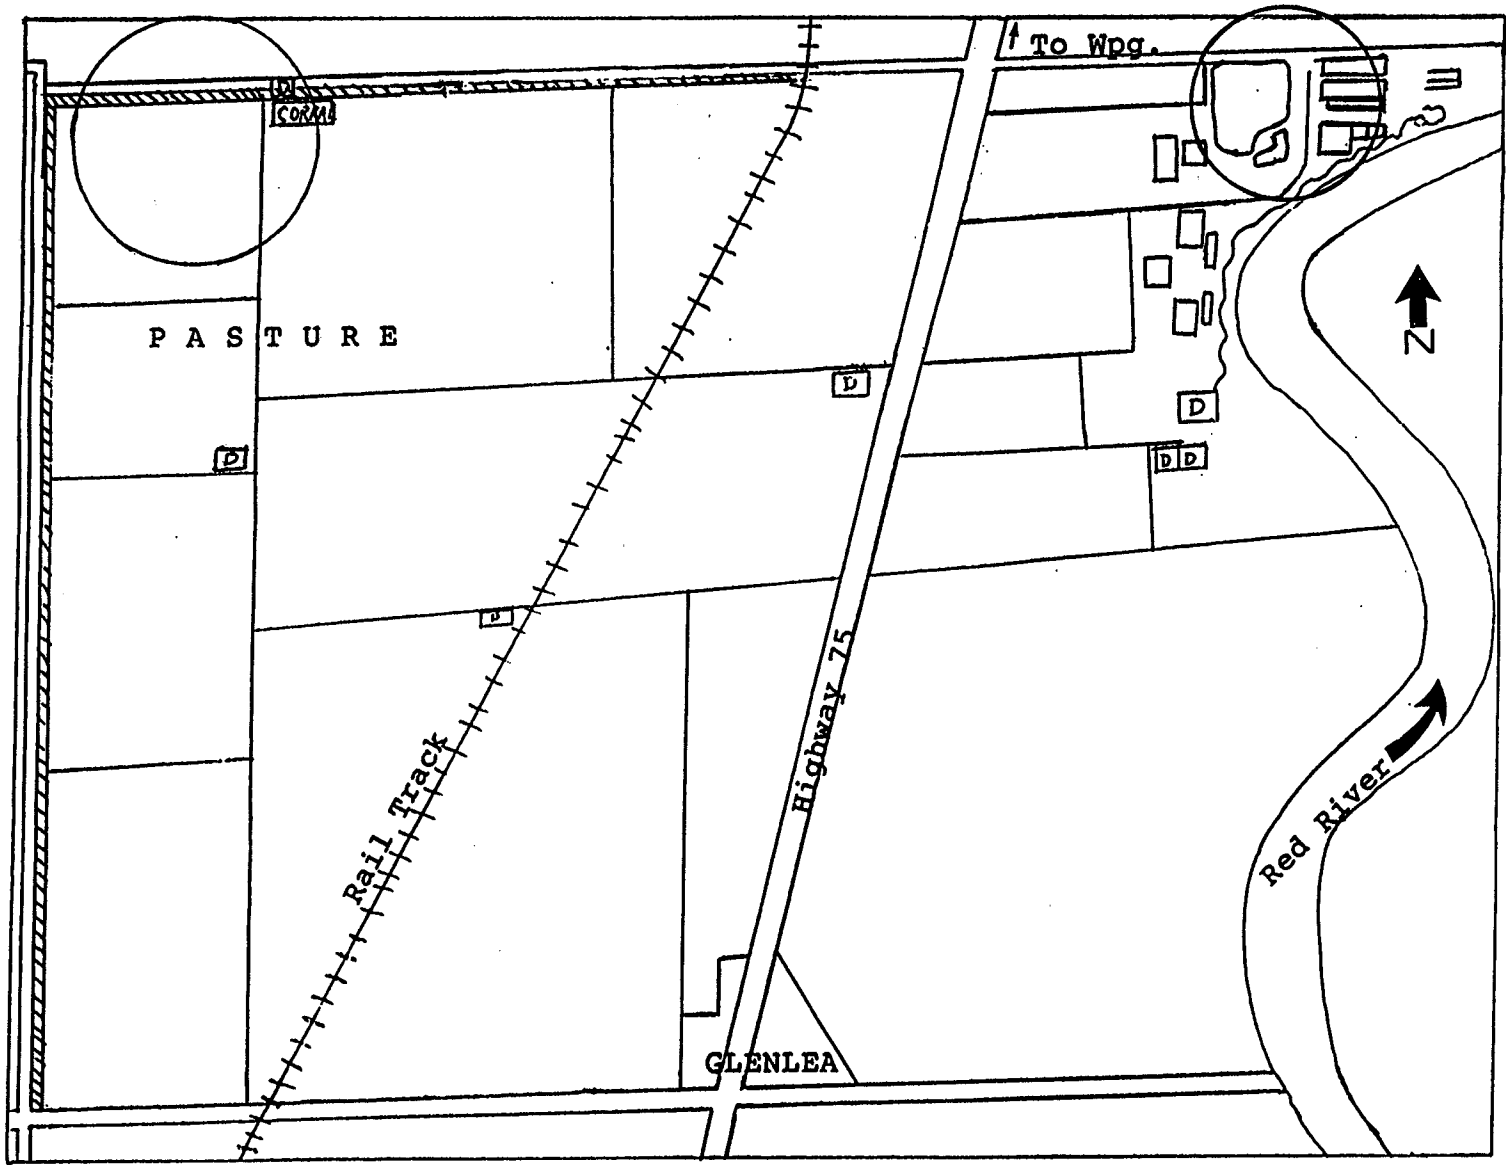 To Wpg.
D
CORRAL
PASTURE
N
D
D
D
D D
D
Highway 75
Rail Track
Red River
GLENLEA